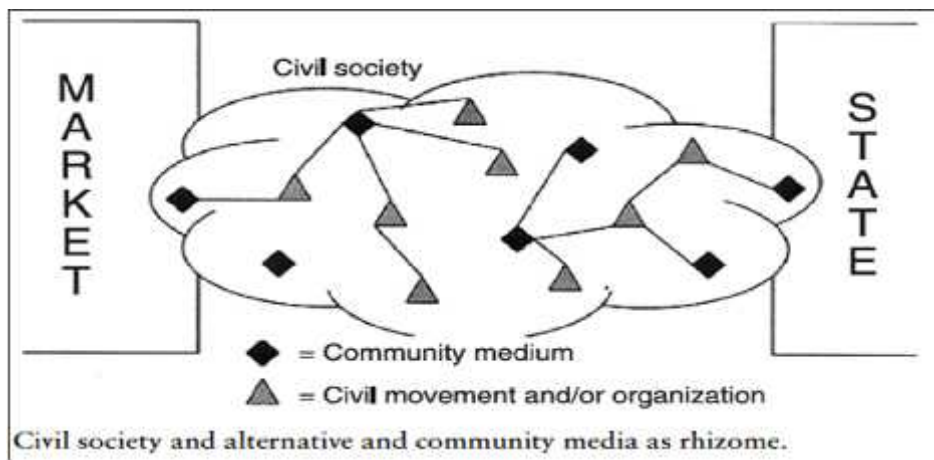 Civil society
MARKET
STATE
= Community medium
= Civil movement and/or organization
Civil society and alternative and community media as rhizome.